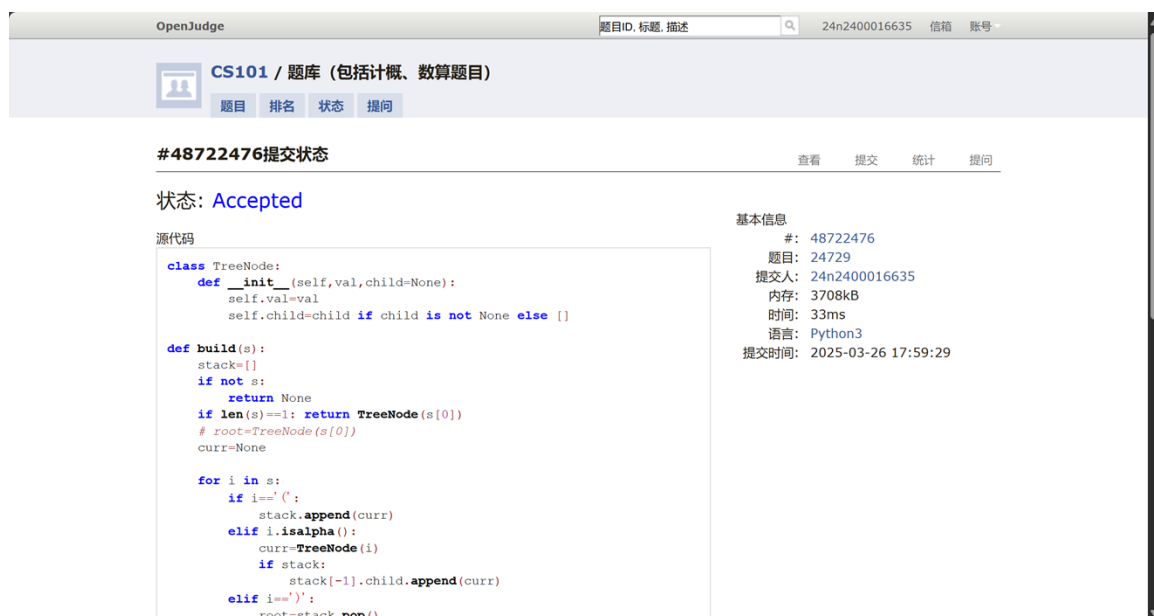 OpenJudge 题目ID, 标题, 描述 24n2400016635 信箱 账号
CS101 / 题库（包括计概、数算题目）
题目 排名 状态 提问
#48722476提交状态 查看 提交 统计 提问
状态: Accepted
源代码
class TreeNode:
    def __init__(self,val,child=None):
        self.val=val
        self.child=child if child is not None else []
def build(s):
    stack=[]
    if not s:
        return None
    if len(s)==1: return TreeNode(s[0])
    # root=TreeNode(s[0])
    curr=None
    for i in s:
        if i=='(':
            stack.append(curr)
        elif i.isalpha():
            curr=TreeNode(i)
            if stack:
                stack[-1].child.append(curr)
        elif i==')':
            root=stack.pop()
基本信息
#: 48722476
题目: 24729
提交人: 24n2400016635
内存: 3708kB
时间: 33ms
语言: Python3
提交时间: 2025-03-26 17:59:29